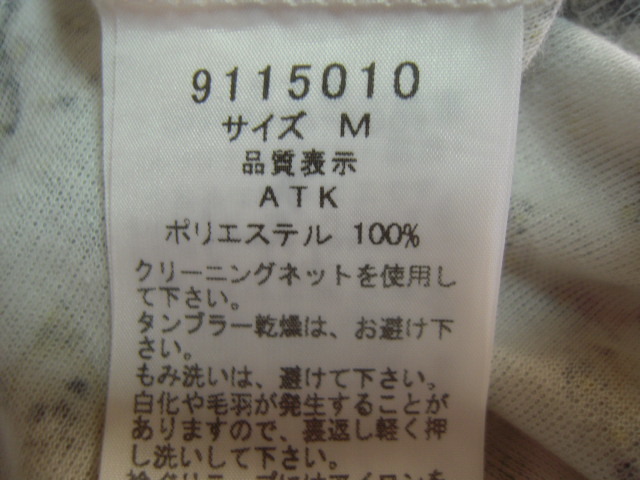 9115010
サイズ M
品質表示
ATK
ポリエステル 100%
クリーニングネットを使用し
て下さい。
タンブラー乾燥は、お避け下
さい。
もみ洗いは、避けて下さい。
白化や毛羽が発生することが
ありますので、裏返し軽く押
し洗いして下さい。